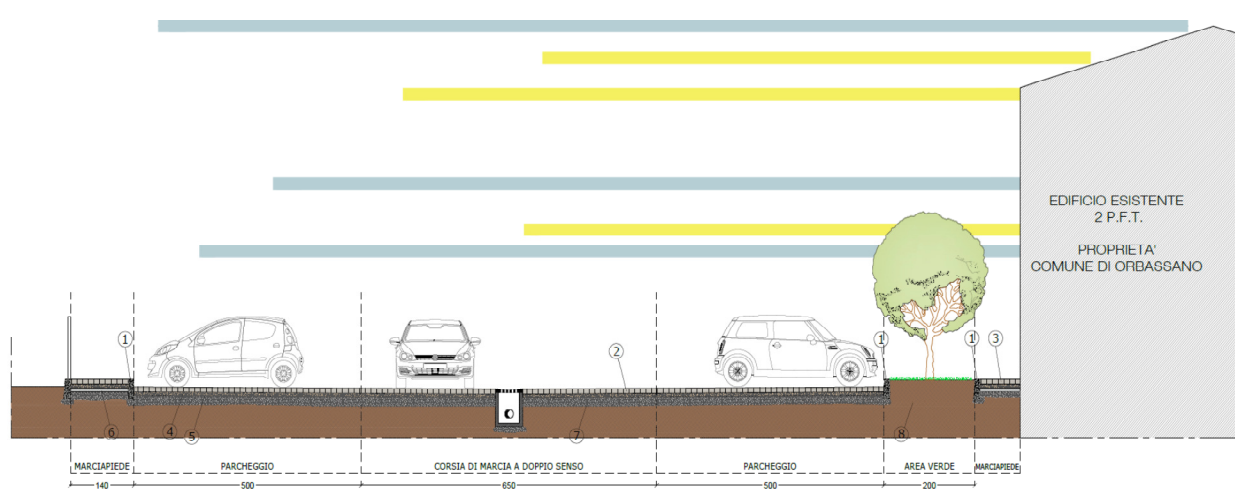 EDIFICIO ESISTENTE
2 P.F.T.
PROPRIETA'
COMUNE DI ORBASSANO
1
2
1
1
3
6
4
5
7
8
MARCIAPIEDE
PARCHEGGIO
CORSIA DI MARCIA A DOPPIO SENSO
PARCHEGGIO
AREA VERDE
MARCIAPIEDE
140
500
650
500
200